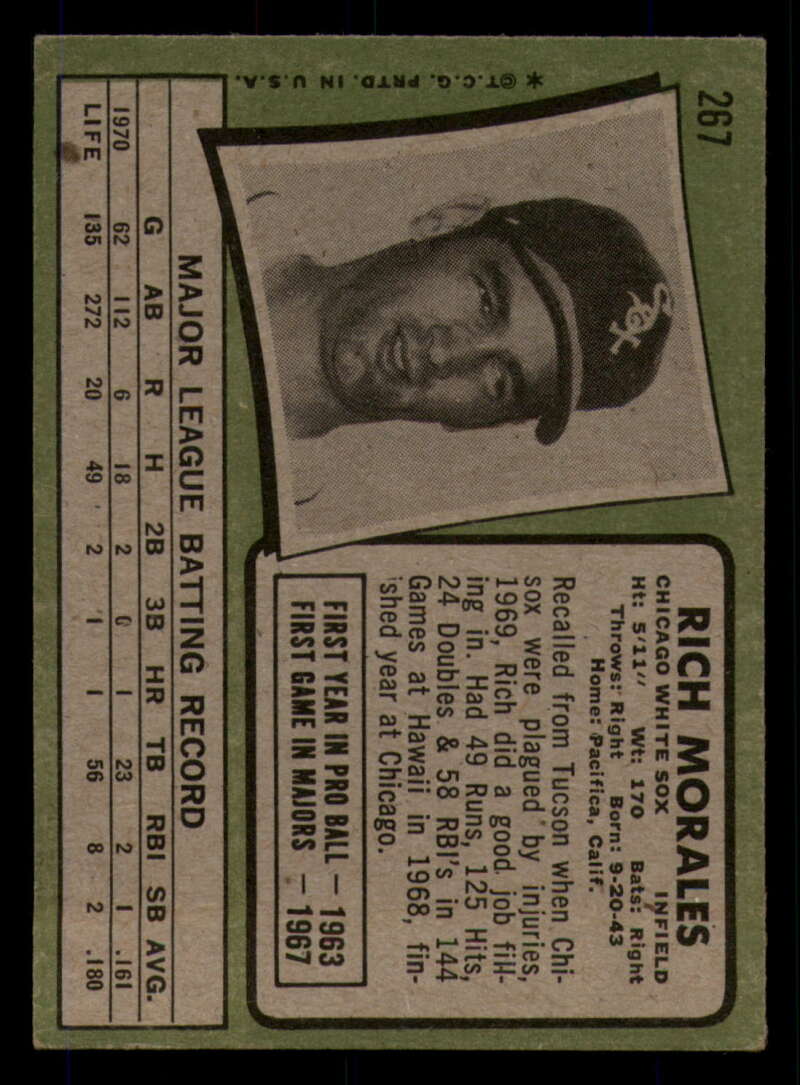 267
* ©T.C.G. PRTD. IN U.S.A.
Sox
RICH MORALES
CHICAGO WHITE SOX INFIELD
Ht: 5'11" Wt: 170 Bats: Right
Throws: Right Born: 9-20-43
Home: Pacifica, Calif.
Recalled from Tucson when Chi-
sox were plagued by injuries,
1969, Rich did a good job fill-
ing in. Had 49 Runs, 125 Hits,
24 Doubles & 58 RBI's in 144
Games at Hawaii in 1968, fin-
ished year at Chicago.
FIRST YEAR IN PRO BALL — 1963
FIRST GAME IN MAJORS — 1967
MAJOR LEAGUE BATTING RECORD
G AB R H 2B 3B HR TB RBI SB AVG.
1970 62 112 6 18 2 0 1 23 2 1 .161
LIFE 135 272 20 49 2 1 1 56 8 2 .180